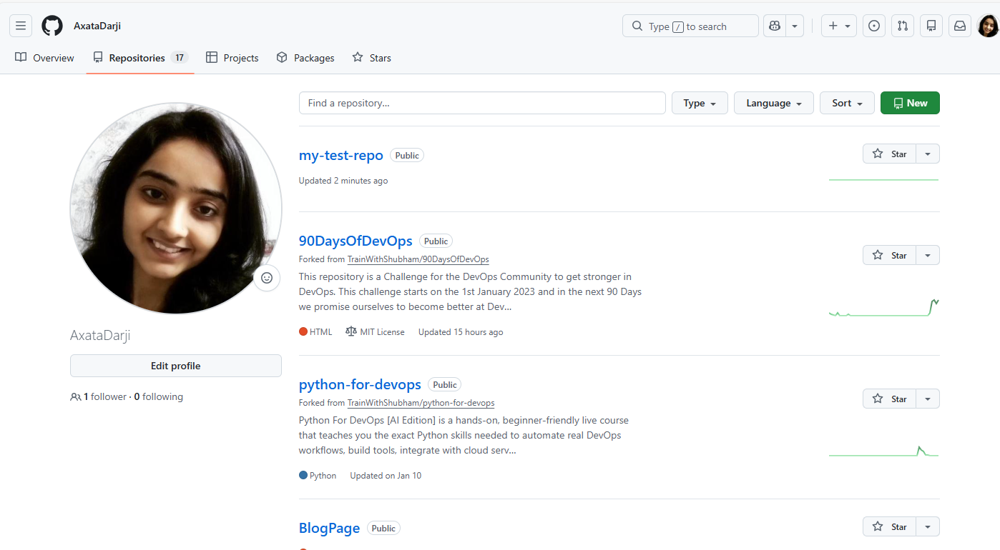 AxataDarji
Type / to search
Overview
Repositories 17
Projects
Packages
Stars
Find a repository...
Type
Language
Sort
New
AxataDarji
Edit profile
1 follower · 0 following
my-test-repo Public
Star
Updated 2 minutes ago
90DaysOfDevOps Public
Star
Forked from TrainWithShubham/90DaysOfDevOps
This repository is a Challenge for the DevOps Community to get stronger in
DevOps. This challenge starts on the 1st January 2023 and in the next 90 Days
we promise ourselves to become better at Dev...
HTML MIT License Updated 15 hours ago
python-for-devops Public
Star
Forked from TrainWithShubham/python-for-devops
Python For DevOps [AI Edition] is a hands-on, beginner-friendly live course
that teaches you the exact Python skills needed to automate real DevOps
workflows, build tools, integrate with cloud serv...
Python Updated on Jan 10
BlogPage Public
Star